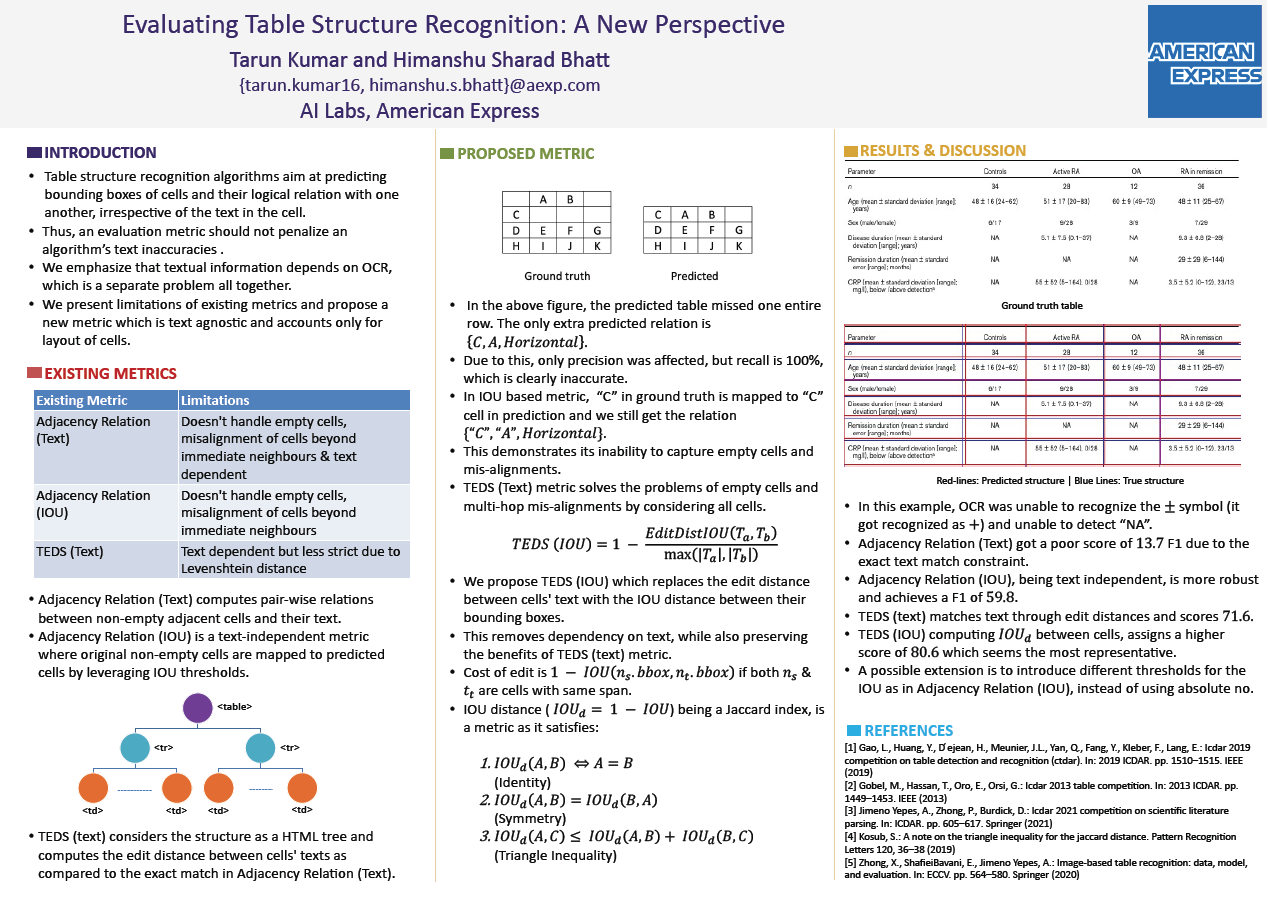 Evaluating Table Structure Recognition: A New Perspective
Tarun Kumar and Himanshu Sharad Bhatt
{tarun.kumar16, himanshu.s.bhatt}@aexp.com
AI Labs, American Express
AMERICAN
EXPRESS
INTRODUCTION
• Table structure recognition algorithms aim at predicting
bounding boxes of cells and their logical relation with one
another, irrespective of the text in the cell.
• Thus, an evaluation metric should not penalize an
algorithm's text inaccuracies .
• We emphasize that textual information depends on OCR,
which is a separate problem all together.
• We present limitations of existing metrics and propose a
new metric which is text agnostic and accounts only for
layout of cells.
EXISTING METRICS
Existing Metric Limitations
Adjacency Relation Doesn't handle empty cells,
(Text) misalignment of cells beyond
immediate neighbours & text
dependent
Adjacency Relation Doesn't handle empty cells,
(IOU) misalignment of cells beyond
immediate neighbours
TEDS (Text) Text dependent but less strict due to
Levenshtein distance
• Adjacency Relation (Text) computes pair-wise relations
between non-empty adjacent cells and their text.
• Adjacency Relation (IOU) is a text-independent metric
where original non-empty cells are mapped to predicted
cells by leveraging IOU thresholds.
<table>
<tr> <tr>
<td> <td> <td> <td>
• TEDS (text) considers the structure as a HTML tree and
computes the edit distance between cells' texts as
compared to the exact match in Adjacency Relation (Text).
PROPOSED METRIC
A B
C
D E F G
H I J K
Ground truth
C A B
D E F G
H I J K
Predicted
• In the above figure, the predicted table missed one entire
row. The only extra predicted relation is
{C, A, Horizontal}.
• Due to this, only precision was affected, but recall is 100%,
which is clearly inaccurate.
• In IOU based metric, “C” in ground truth is mapped to “C”
cell in prediction and we still get the relation
{“C”, “A”, Horizontal}.
• This demonstrates its inability to capture empty cells and
mis-alignments.
• TEDS (Text) metric solves the problems of empty cells and
multi-hop mis-alignments by considering all cells.
TEDS (IOU) = 1 − EditDistIOU(Tₐ, T_b) / max(|Tₐ|, |T_b|)
• We propose TEDS (IOU) which replaces the edit distance
between cells' text with the IOU distance between their
bounding boxes.
• This removes dependency on text, while also preserving
the benefits of TEDS (text) metric.
• Cost of edit is 1 − IOU(nₛ.bbox, nₜ.bbox) if both nₛ &
tₜ are cells with same span.
• IOU distance ( IOU_d = 1 − IOU) being a Jaccard index, is
a metric as it satisfies:
1. IOU_d(A, B) ⇔ A = B
(Identity)
2. IOU_d(A, B) = IOU_d(B, A)
(Symmetry)
3. IOU_d(A, C) ≤ IOU_d(A, B) + IOU_d(B, C)
(Triangle Inequality)
RESULTS & DISCUSSION
Parameter Controls Active RA OA RA in remission
n 34 28 12 36
Age (mean ± standard deviation [range]; 48 ± 16 (24–62) 51 ± 17 (20–83) 60 ± 9 (49–73) 48 ± 11 (25–67)
years)
Sex (male/female) 6/17 9/28 3/9 7/29
Disease duration (mean ± standard NA 5.1 ± 7.5 (0.1–37) NA 9.3 ± 6.8 (2–28)
deviation [range]; years)
Remission duration (mean ± standard NA NA NA 29 ± 29 (6–144)
error [range]; months)
CRP (mean ± standard deviation [range]; NA 55 ± 52 (5–164), 0/28 NA 3.5 ± 5.2 (0–12), 23/13
mg/l), below /above detection
Ground truth table
Parameter Controls Active RA OA RA in remission
n 34 28 12 36
Age (mean ± standard deviation [range]; 48 ± 16 (24–62) 51 ± 17 (20–83) 60 ± 9 (49–73) 48 ± 11 (25–67)
years)
Sex (male/female) 6/17 9/28 3/9 7/29
Disease duration (mean ± standard NA 5.1 ± 7.5 (0.1–37) NA 9.3 ± 6.8 (2–28)
deviation [range]; years)
Remission duration (mean ± standard NA NA NA 29 ± 29 (6–144)
error [range]; months)
CRP (mean ± standard deviation [range]; NA 55 ± 52 (5–164), 0/28 NA 3.5 ± 5.2 (0–12), 23/13
mg/l), below /above detection
Red-lines: Predicted structure | Blue Lines: True structure
• In this example, OCR was unable to recognize the ± symbol (it
got recognized as +) and unable to detect “NA”.
• Adjacency Relation (Text) got a poor score of 13.7 F1 due to the
exact text match constraint.
• Adjacency Relation (IOU), being text independent, is more robust
and achieves a F1 of 59.8.
• TEDS (text) matches text through edit distances and scores 71.6.
• TEDS (IOU) computing IOU_d between cells, assigns a higher
score of 80.6 which seems the most representative.
• A possible extension is to introduce different thresholds for the
IOU as in Adjacency Relation (IOU), instead of using absolute no.
REFERENCES
[1] Gao, L., Huang, Y., D´ejean, H., Meunier, J.L., Yan, Q., Fang, Y., Kleber, F., Lang, E.: Icdar 2019
competition on table detection and recognition (ctdar). In: 2019 ICDAR. pp. 1510–1515. IEEE
(2019)
[2] Gobel, M., Hassan, T., Oro, E., Orsi, G.: Icdar 2013 table competition. In: 2013 ICDAR. pp.
1449–1453. IEEE (2013)
[3] Jimeno Yepes, A., Zhong, P., Burdick, D.: Icdar 2021 competition on scientific literature
parsing. In: ICDAR. pp. 605–617. Springer (2021)
[4] Kosub, S.: A note on the triangle inequality for the jaccard distance. Pattern Recognition
Letters 120, 36–38 (2019)
[5] Zhong, X., ShafieiBavani, E., Jimeno Yepes, A.: Image-based table recognition: data, model,
and evaluation. In: ECCV. pp. 564–580. Springer (2020)